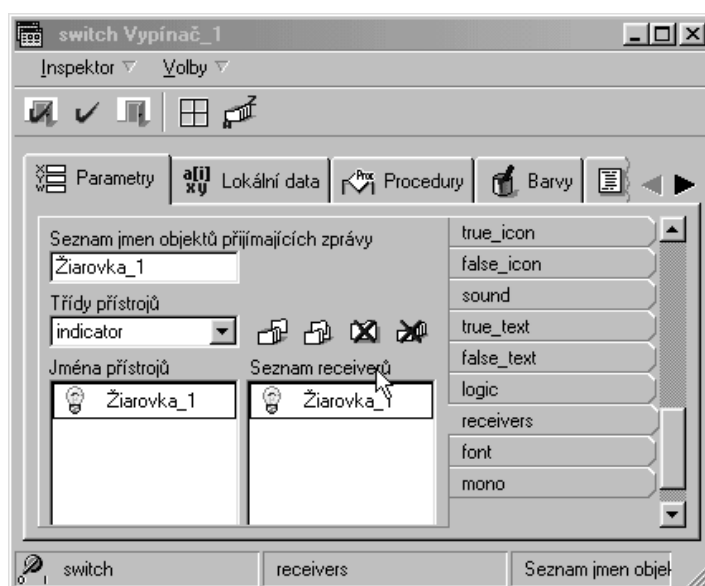 switch Vypínač_1
Inspektor Volby
Parametry
a[i]
xy
Lokální data
Proc
Procedury
Barvy
Seznam jmen objektů přijímajících zprávy
Žiarovka_1
Třídy přístrojů
indicator
Jména přístrojů
Seznam receiverů
Žiarovka_1
Žiarovka_1
true_icon
false_icon
sound
true_text
false_text
logic
receivers
font
mono
switch
receivers
Seznam jmen objek